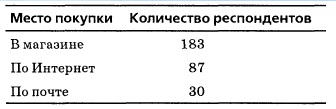 Место покупки Количество респондентов
В магазине 183
По Интернет 87
По почте 30